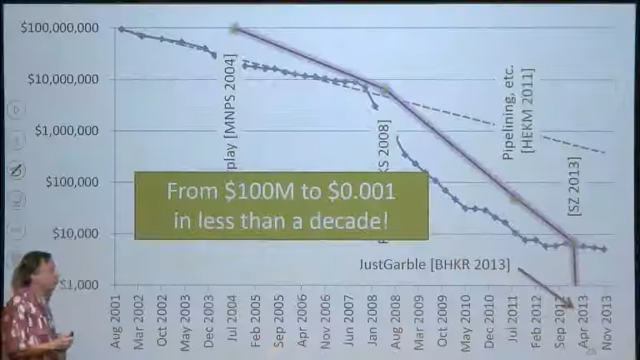 $100,000,000
$10,000,000
$1,000,000
$100,000
$10,000
$1,000
play [MNPS 2004]
S 2008]
Pipelining, etc.
[HEKM 2011]
[SZ 2013]
From $100M to $0.001
in less than a decade!
JustGarble [BHKR 2013]
Aug 2001
Mar 2002
Oct 2002
May 2003
Dec 2003
Jul 2004
Feb 2005
Sep 2005
Apr 2006
Nov 2006
Jun 2007
Jan 2008
Aug 2008
Mar 2009
Oct 2009
May 2010
Dec 2010
Jul 2011
Feb 2012
Sep 2012
Apr 2013
Nov 2013